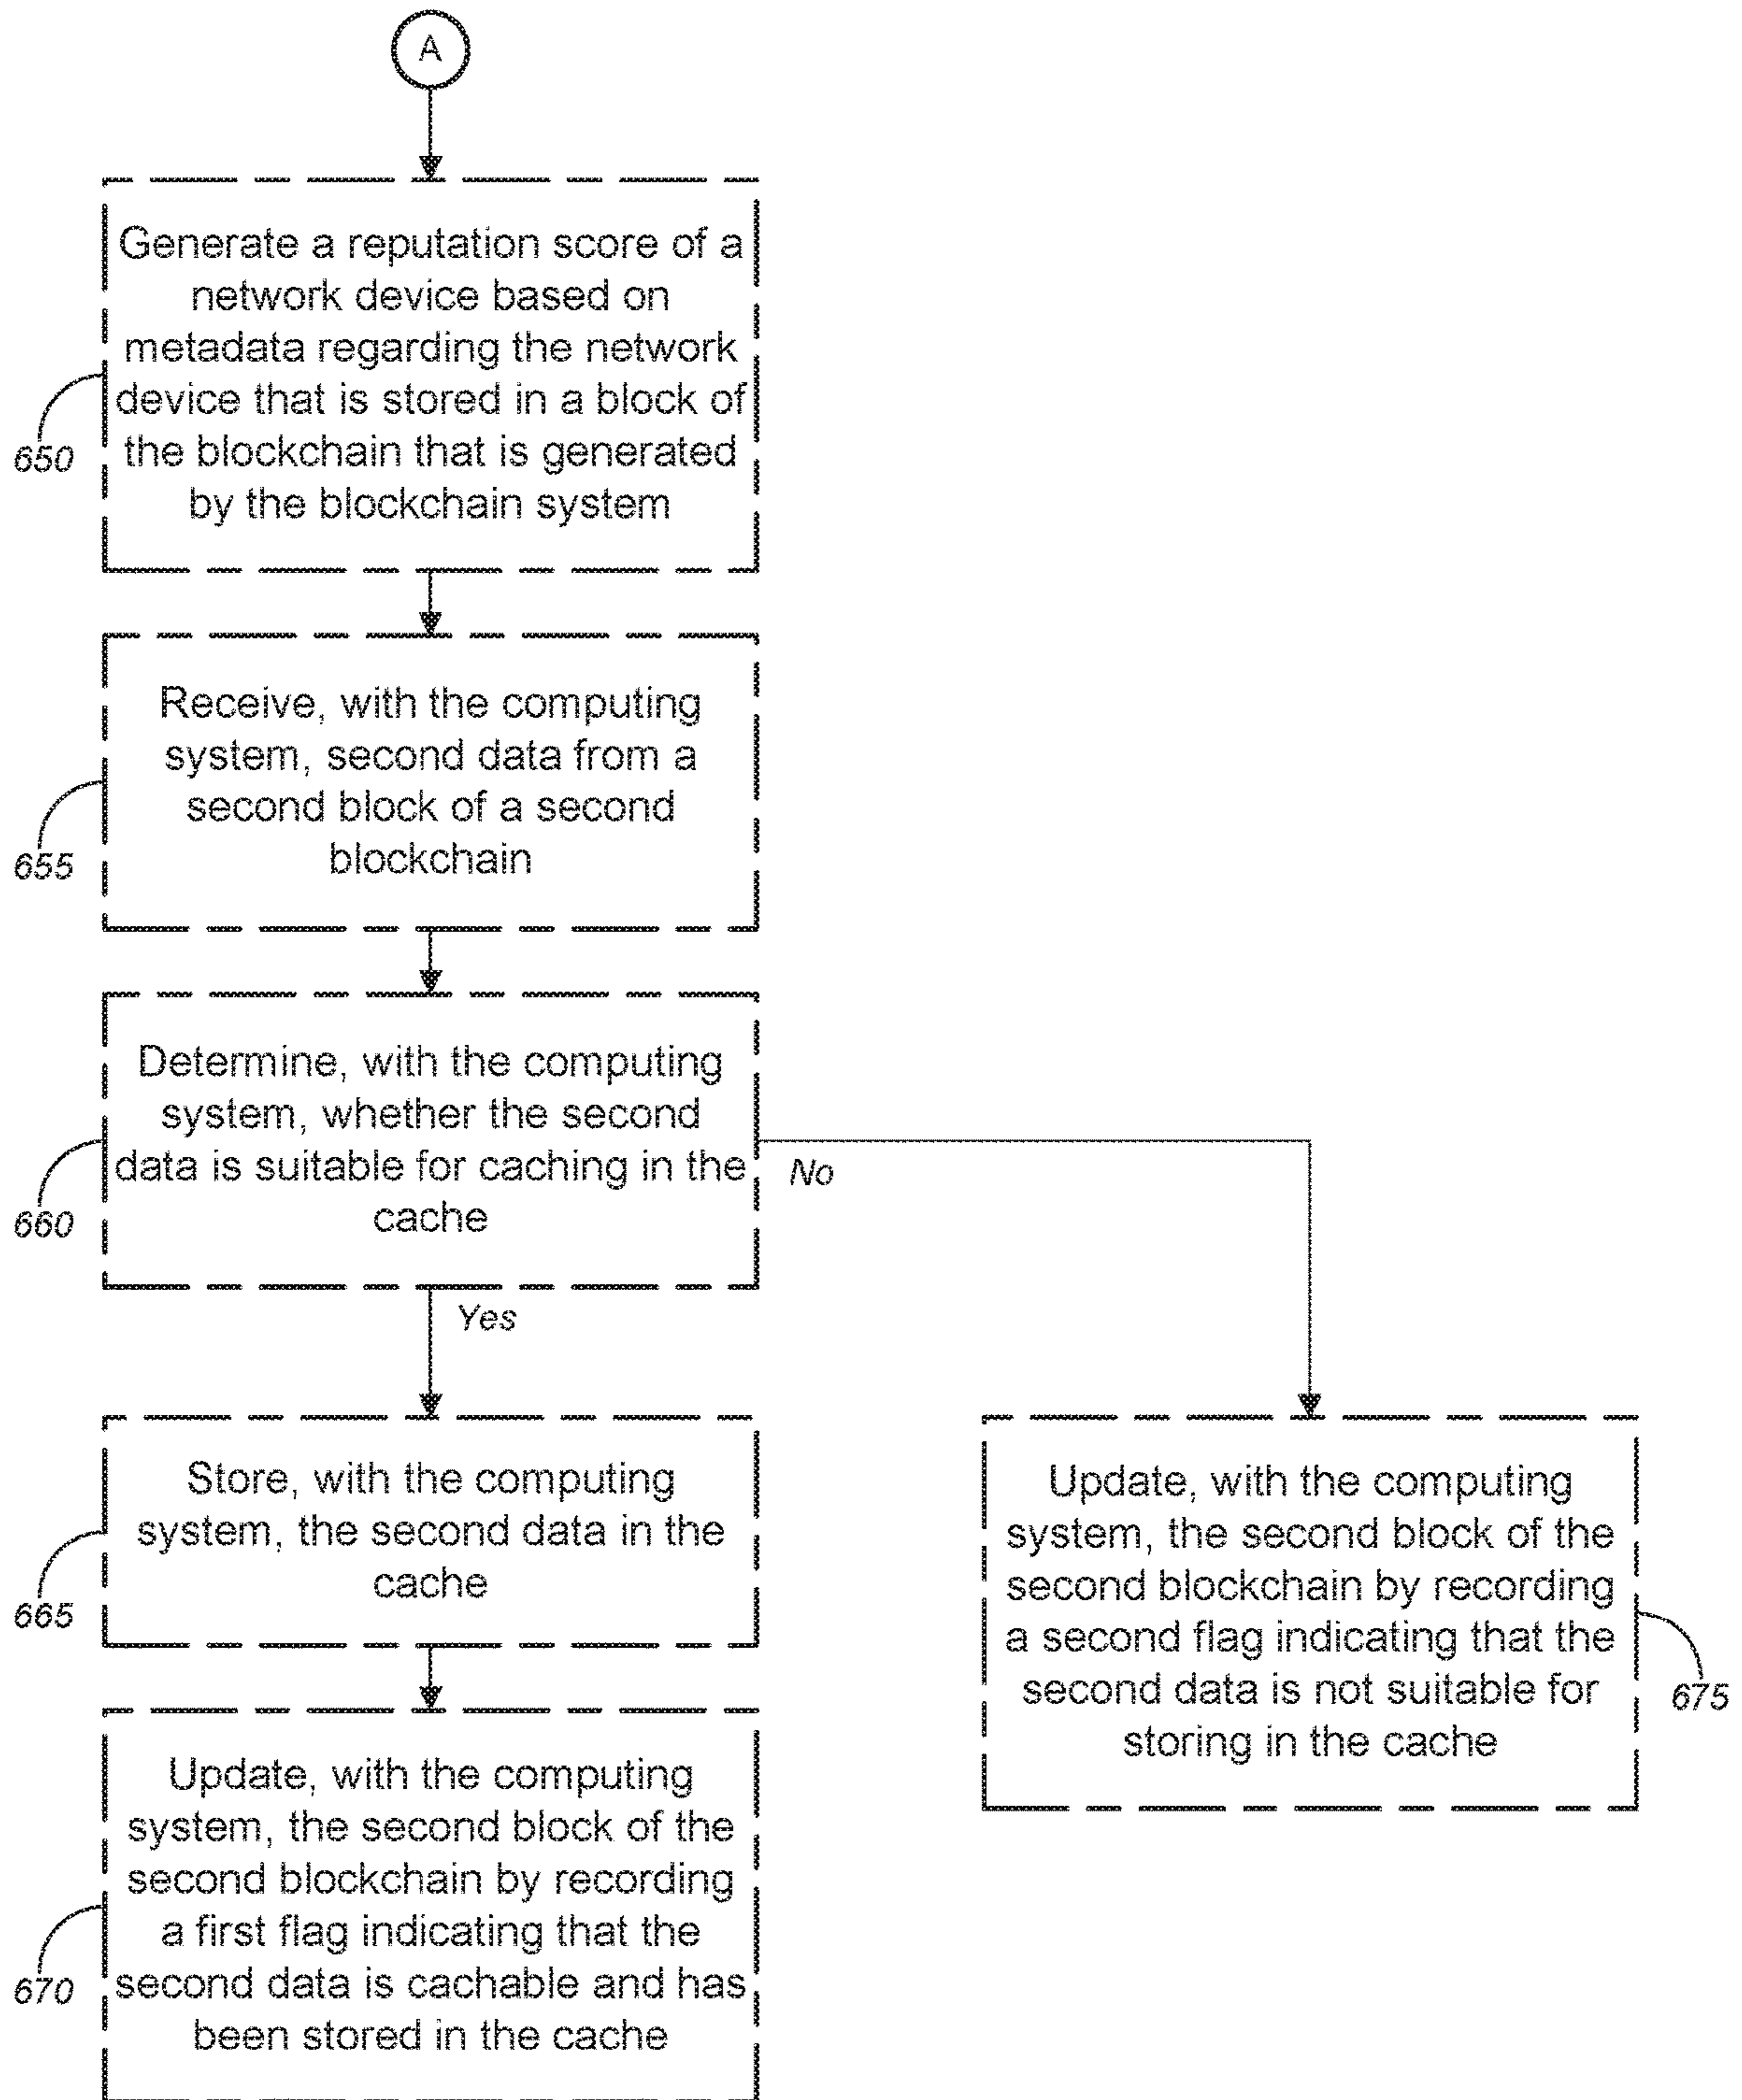 A
Generate a reputation score of a
network device based on
metadata regarding the network
device that is stored in a block of
the blockchain that is generated
by the blockchain system
650
Receive, with the computing
system, second data from a
second block of a second
blockchain
655
Determine, with the computing
system, whether the second
data is suitable for caching in the
cache
660
No
Yes
Store, with the computing
system, the second data in the
cache
665
Update, with the computing
system, the second block of the
second blockchain by recording
a second flag indicating that the
second data is not suitable for
storing in the cache
675
Update, with the computing
system, the second block of the
second blockchain by recording
a first flag indicating that the
second data is cachable and has
been stored in the cache
670